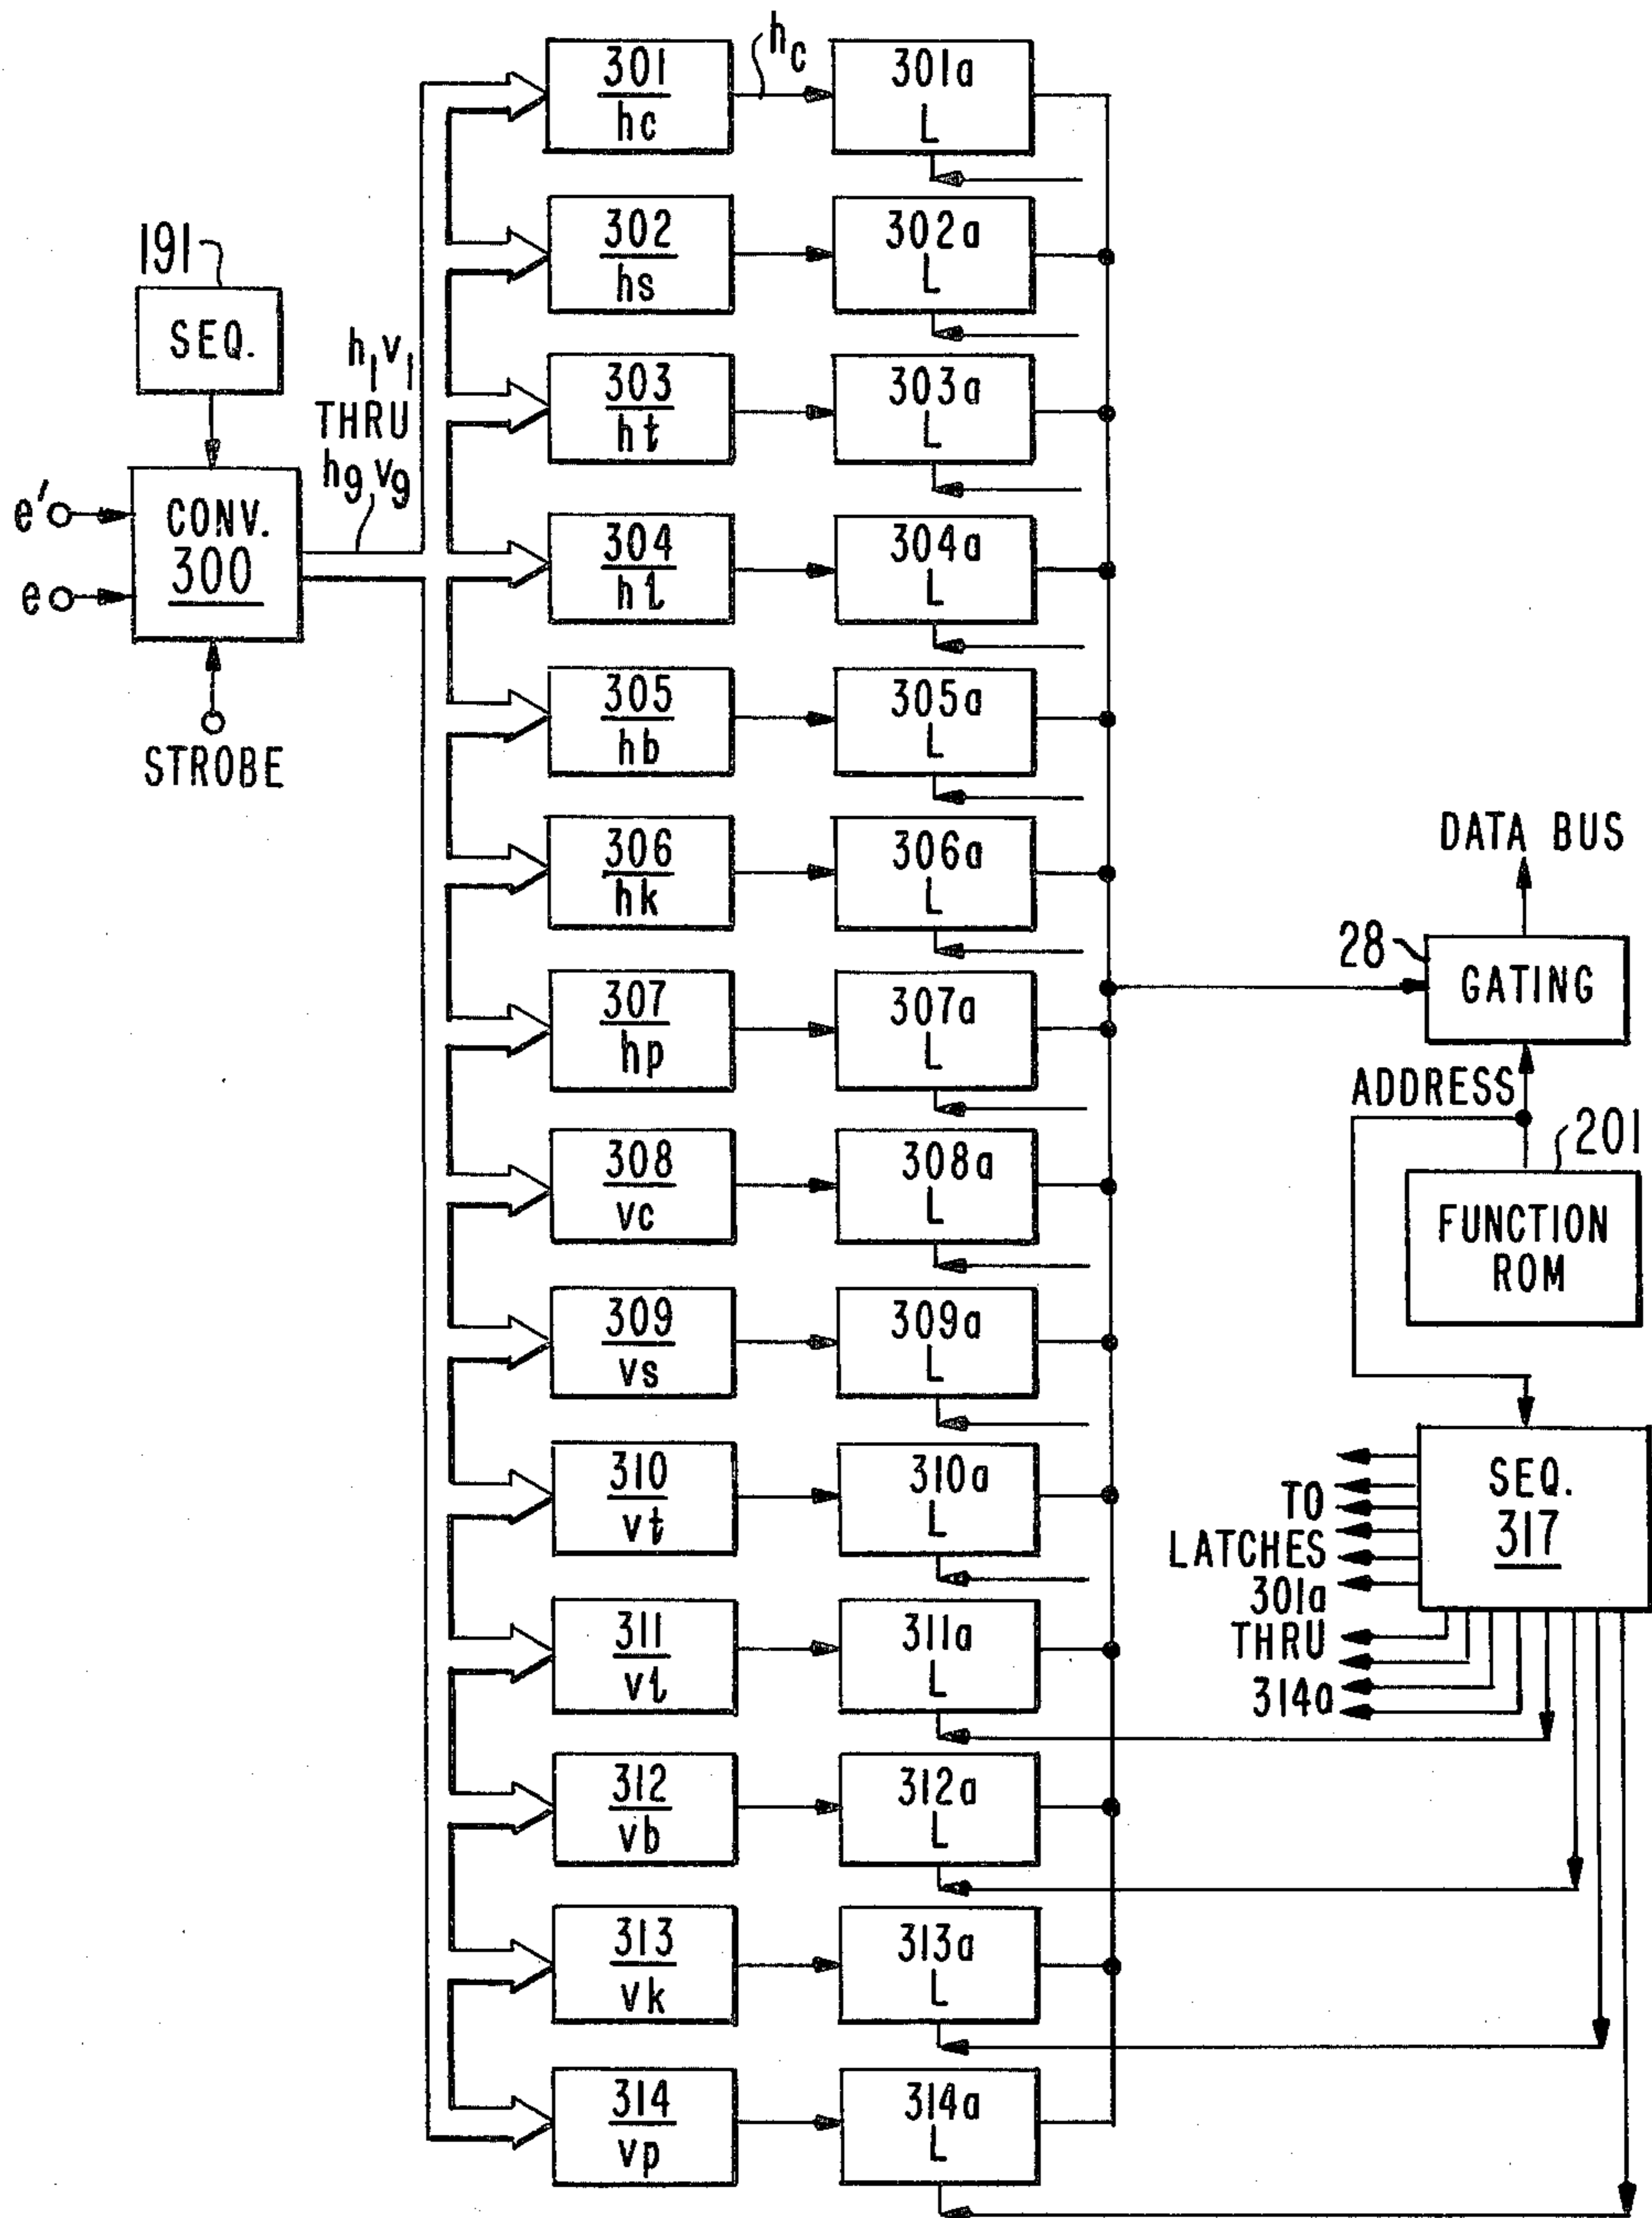 hc
301
hc
301a
L
302
hs
302a
L
191
SEQ.
h1v1
THRU
h9v9
303
ht
303a
L
e'
e
CONV.
300
STROBE
304
hl
304a
L
305
hb
305a
L
306
hk
306a
L
307
hp
307a
L
DATA BUS
28
GATING
ADDRESS
201
FUNCTION
ROM
308
vc
308a
L
309
vs
309a
L
310
vt
310a
L
SEQ.
317
TO
LATCHES
301a
THRU
314a
311
vl
311a
L
312
vb
312a
L
313
vk
313a
L
314
vp
314a
L